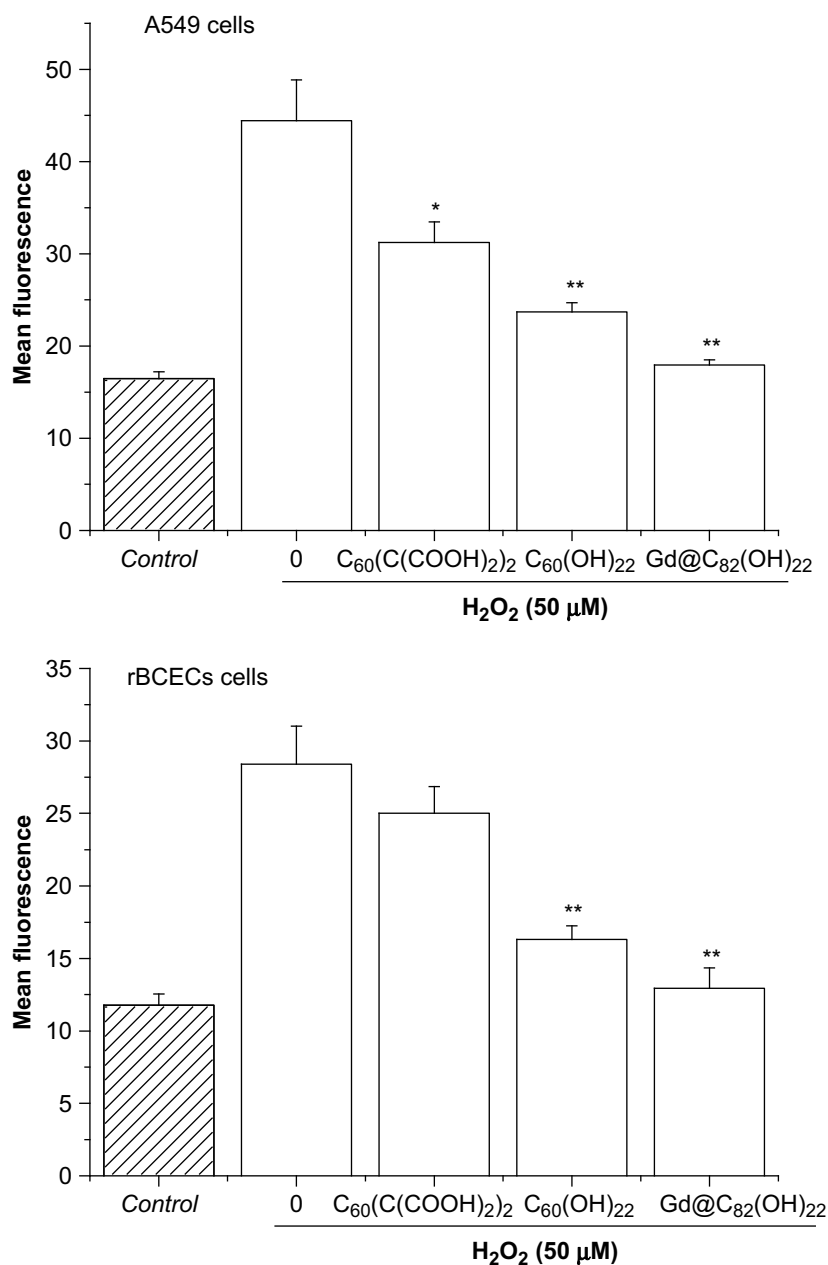 A549 cells
Mean fluorescence
50
40
30
20
10
0
*
**
**
Control 0 C₆₀(C(COOH)₂)₂ C₆₀(OH)₂₂ Gd@C₈₂(OH)₂₂
H₂O₂ (50 μM)
rBCECs cells
Mean fluorescence
35
30
25
20
15
10
5
0
**
**
Control 0 C₆₀(C(COOH)₂)₂ C₆₀(OH)₂₂ Gd@C₈₂(OH)₂₂
H₂O₂ (50 μM)